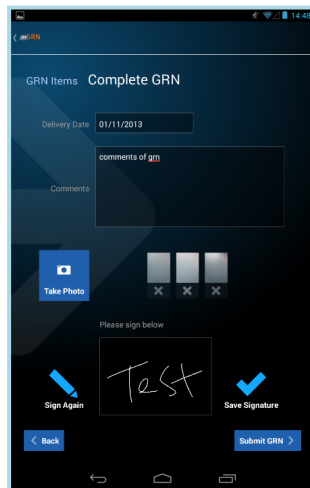 14:48
mGRN
GRN Items Complete GRN
Delivery Date 01/11/2013
comments of grn
Comments
Take Photo
Please sign below
Test
Sign Again
Save Signature
Back
Submit GRN